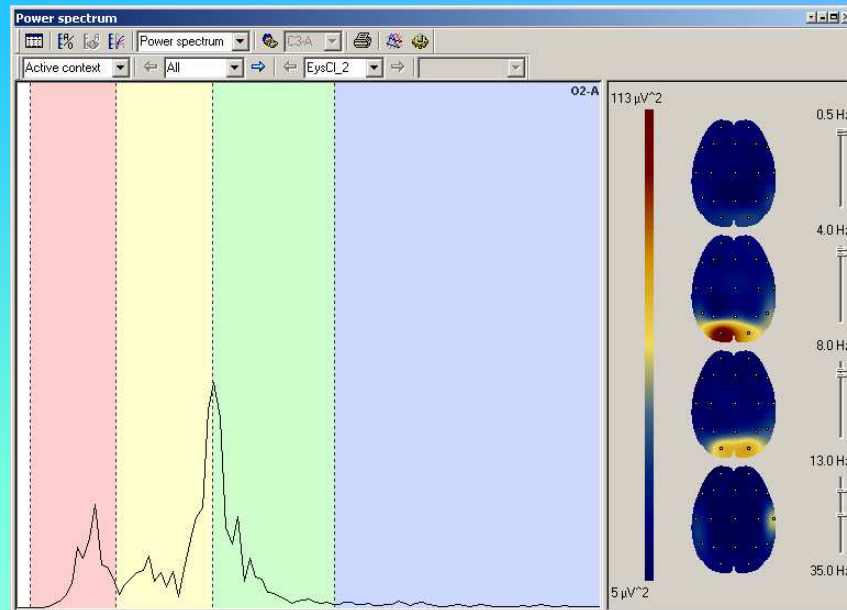 Power spectrum
Power spectrum C3-A
Active context All EysCl_2
O2-A
113 µV^2
0.5 Hz
4.0 Hz
8.0 Hz
13.0 Hz
35.0 Hz
5 µV^2